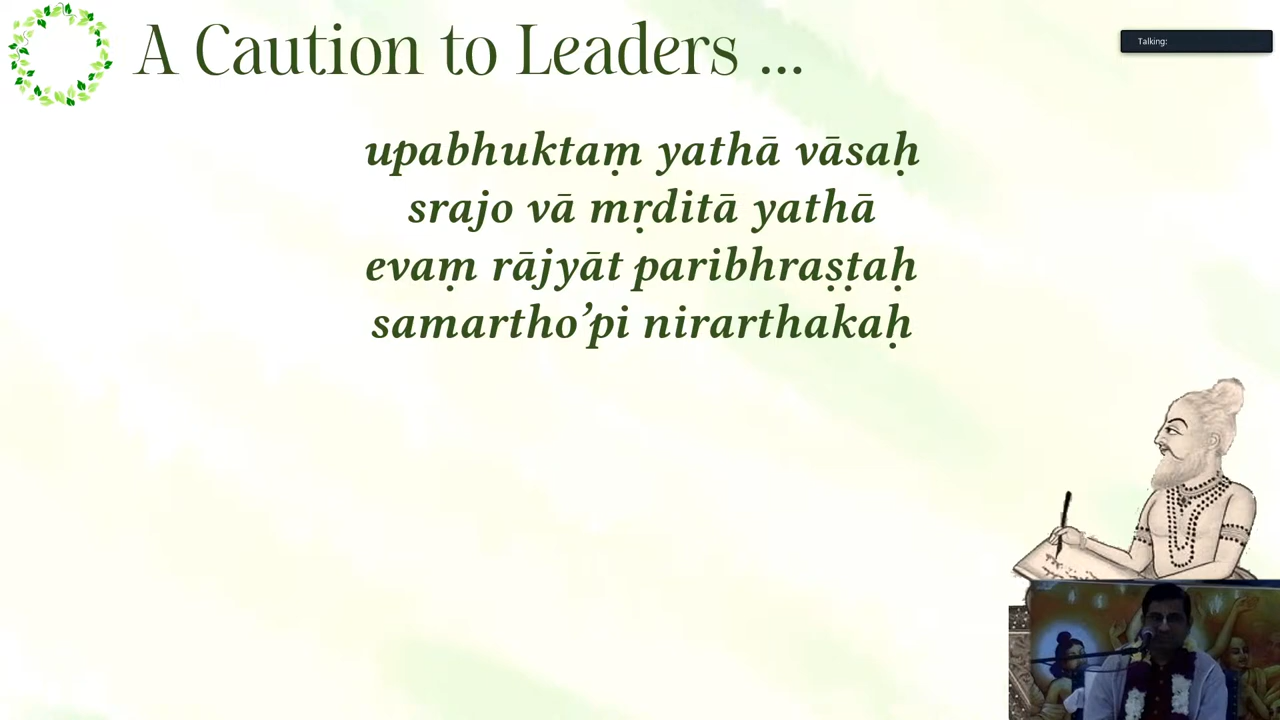 A Caution to Leaders ...
Talking:
upabhuktaṃ yathā vāsaḥ
srajo vā mṛditā yathā
evaṃ rājyāt paribhraṣṭaḥ
samartho’pi nirarthakaḥ